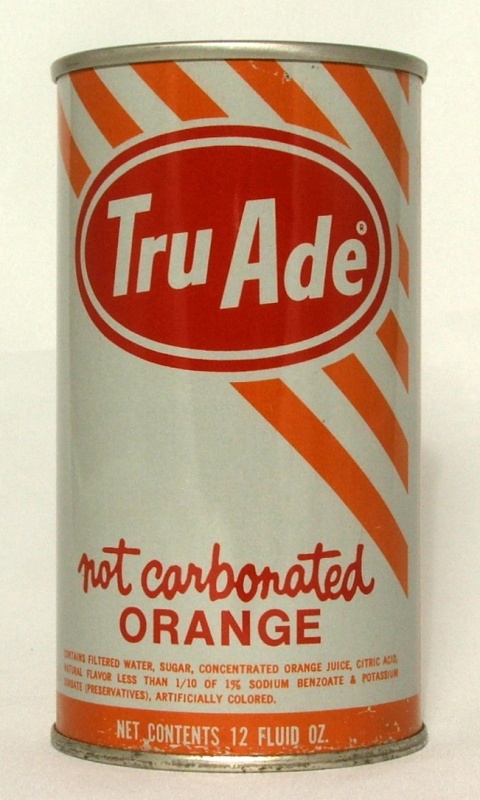 Tru Ade®
not carbonated
ORANGE
CONTAINS FILTERED WATER, SUGAR, CONCENTRATED ORANGE JUICE, CITRIC ACID,
NATURAL FLAVOR LESS THAN 1/10 OF 1% SODIUM BENZOATE & POTASSIUM
SORBATE (PRESERVATIVES), ARTIFICIALLY COLORED.
NET CONTENTS 12 FLUID OZ.